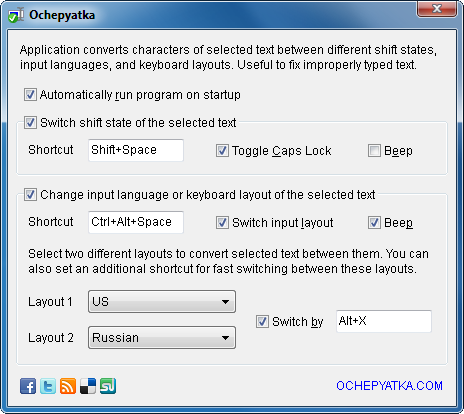 Ochepyatka
Application converts characters of selected text between different shift states,
input languages, and keyboard layouts. Useful to fix improperly typed text.
Automatically run program on startup
Switch shift state of the selected text
Shortcut Shift+Space Toggle Caps Lock Beep
Change input language or keyboard layout of the selected text
Shortcut Ctrl+Alt+Space Switch input layout Beep
Select two different layouts to convert selected text between them. You can
also set an additional shortcut for fast switching between these layouts.
Layout 1 US
Switch by Alt+X
Layout 2 Russian
OCHEPYATKA.COM